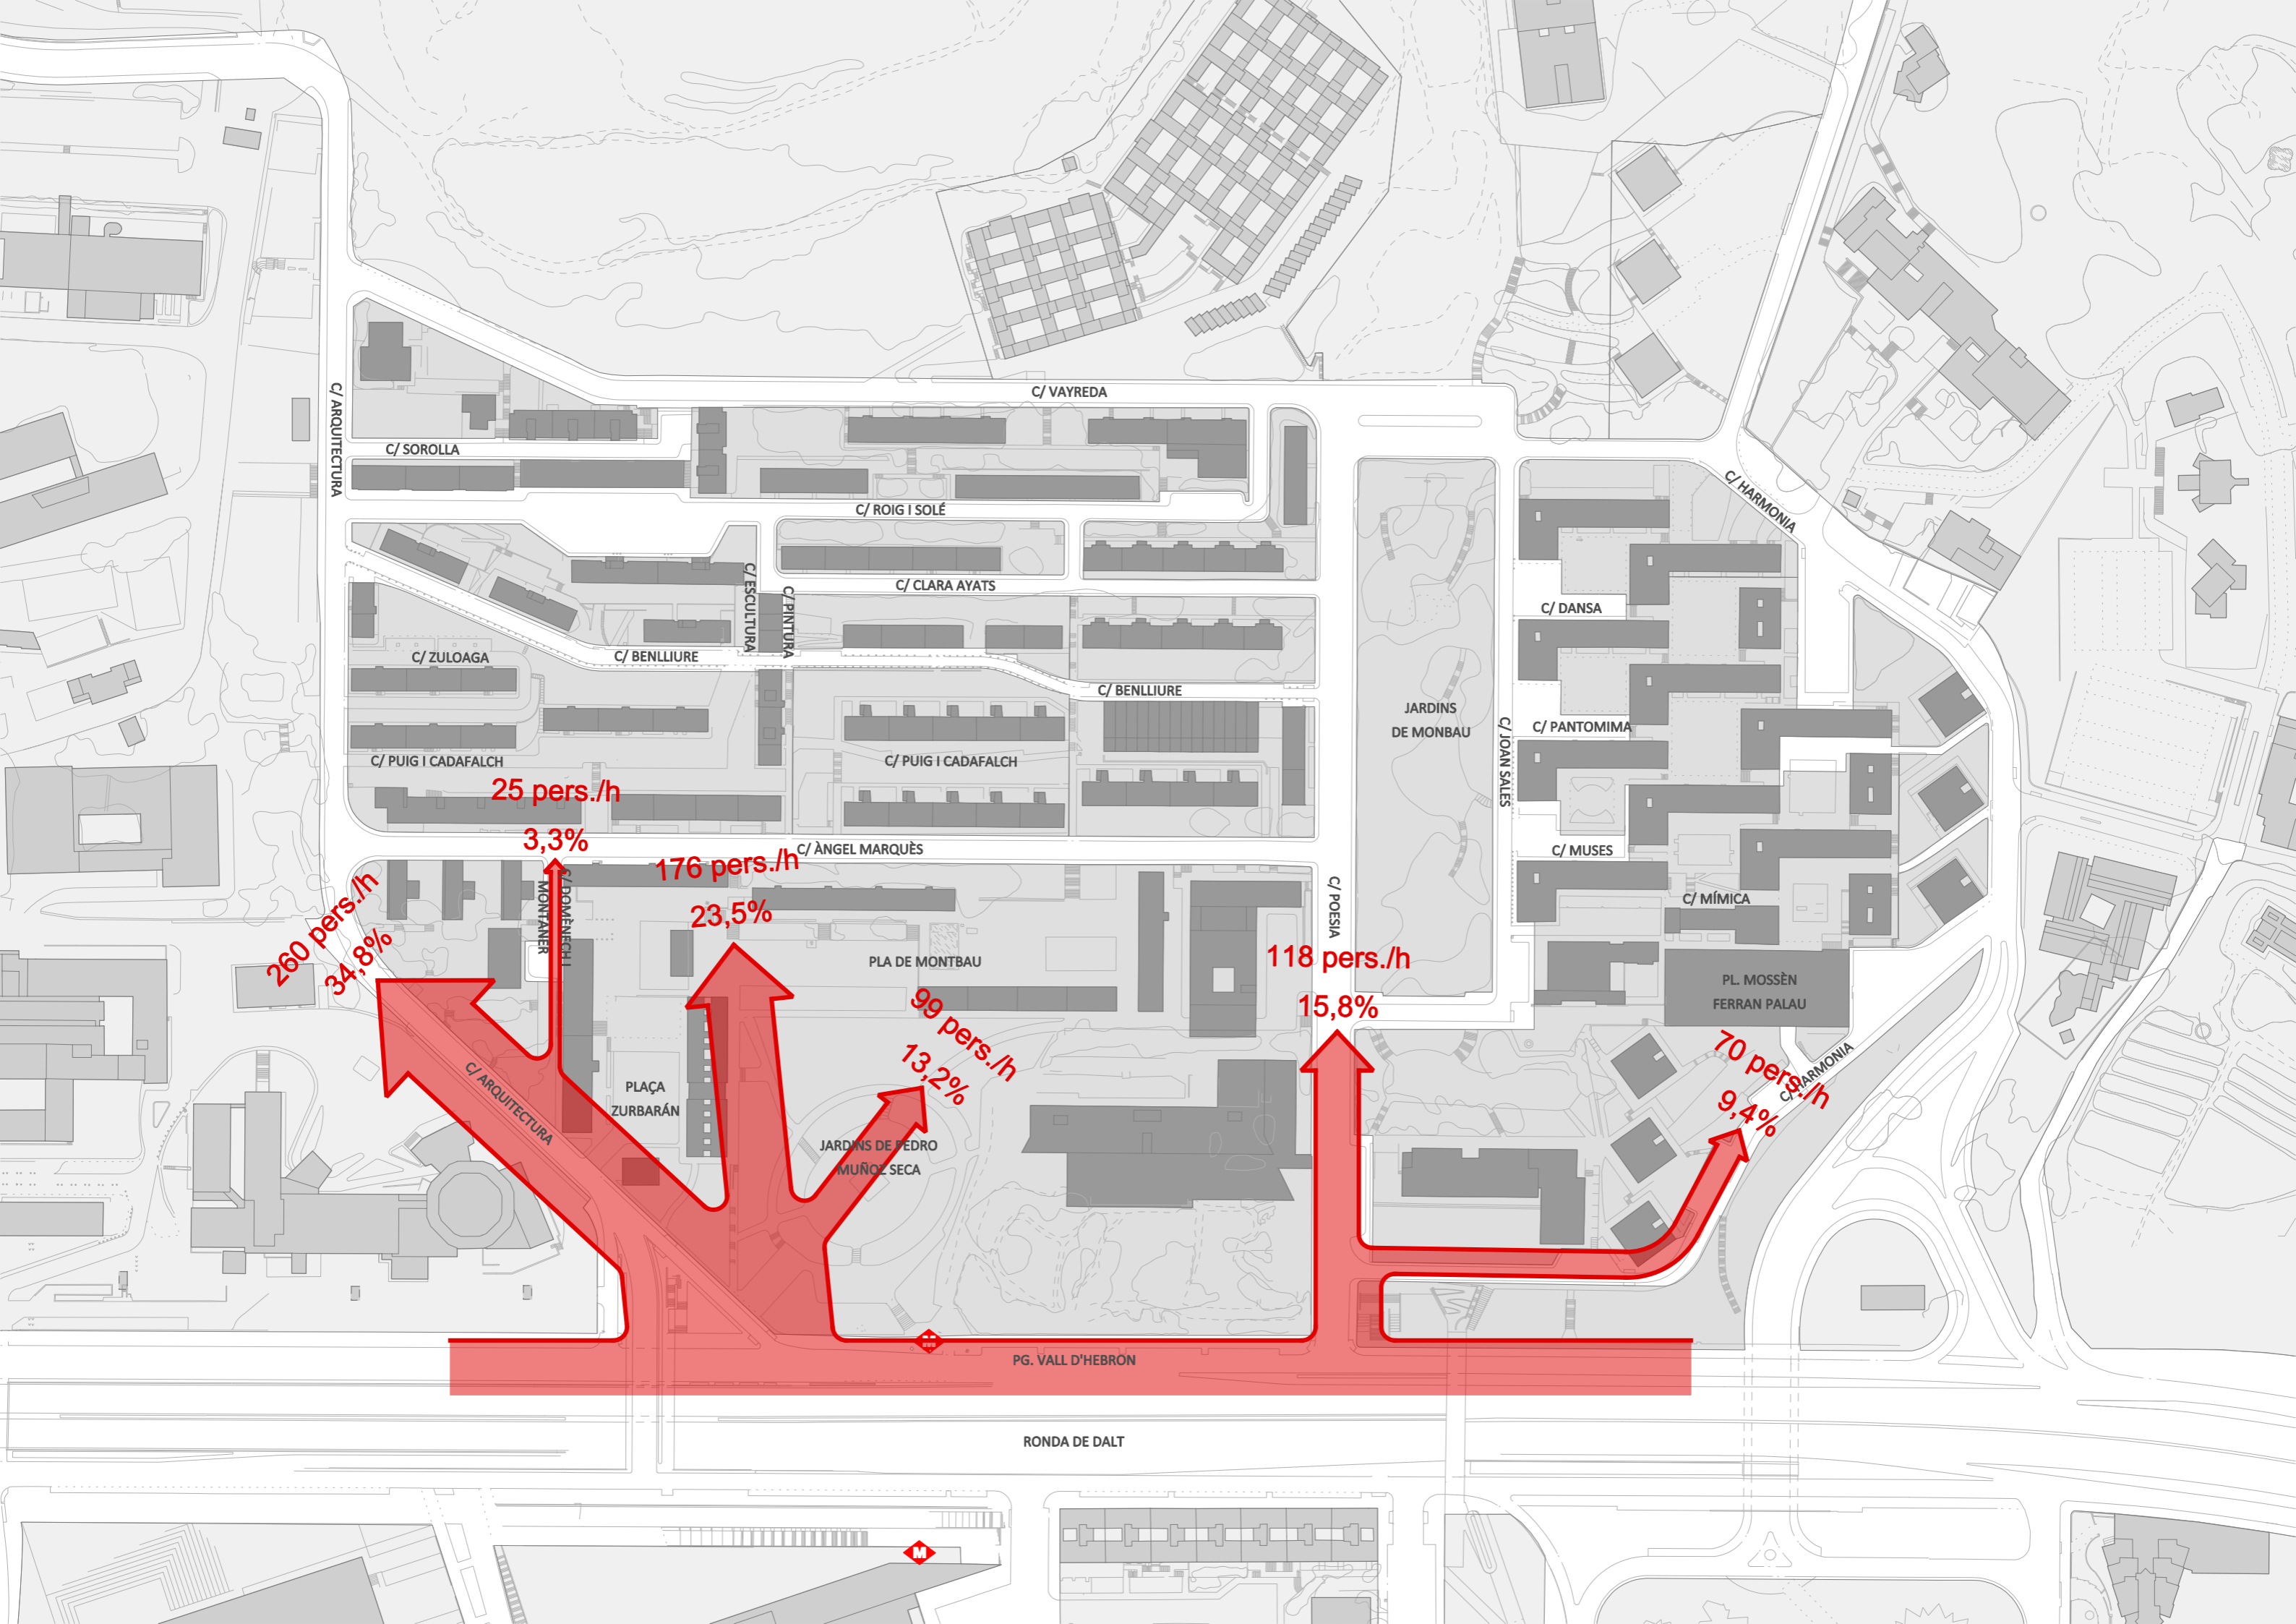 C/ VAYREDA
C/ ARQUITECTURA
C/ SOROLLA
C/ HARMONIA
C/ ROIG I SOLÉ
C/ ESCULTURA
C/ PINTURA
C/ CLARA AYATS
C/ DANSA
C/ ZULOAGA
C/ BENLLIURE
C/ BENLLIURE
JARDINS
DE MONBAU
C/ JOAN SALES
C/ PANTOMIMA
C/ PUIG I CADAFALCH
C/ PUIG I CADAFALCH
25 pers./h
3,3%
C/ ÀNGEL MARQUÈS
C/ MUSES
176 pers./h
23,5%
260 pers./h
34,8%
C/ DOMÈNECH I
MONTANER
C/ POESIA
C/ MÍMICA
PLA DE MONTBAU
118 pers./h
15,8%
PL. MOSSÈN
FERRAN PALAU
99 pers./h
13,2%
70 pers./h
9,4%
C/ HARMONIA
C/ ARQUITECTURA
PLAÇA
ZURBARÁN
JARDINS DE PEDRO
MUÑOZ SECA
PG. VALL D'HEBRON
RONDA DE DALT
M
M